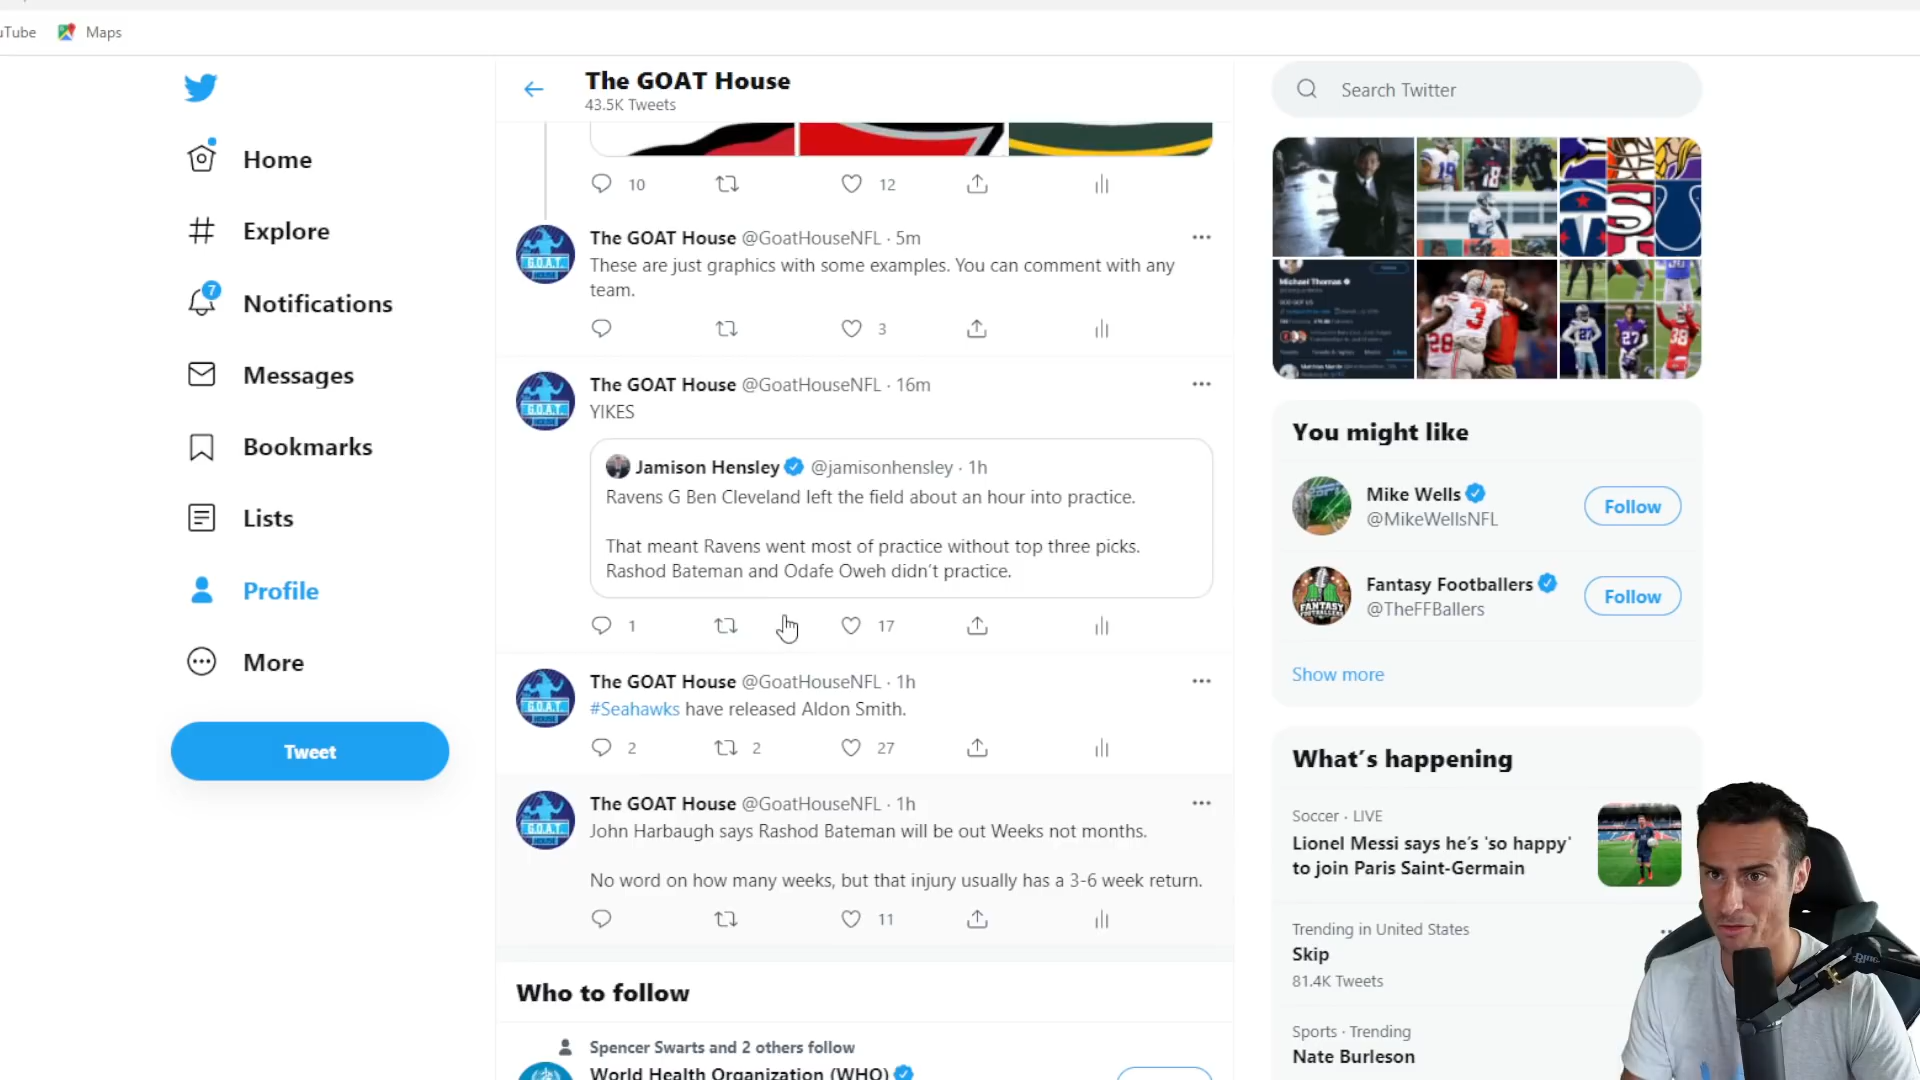 uTube
Maps
Home
Explore
7
Notifications
Messages
Bookmarks
Lists
Profile
More
Tweet
The GOAT House
43.5K Tweets
10
12
The GOAT House @GoatHouseNFL · 5m
These are just graphics with some examples. You can comment with any
team.
3
The GOAT House @GoatHouseNFL · 16m
YIKES
Jamison Hensley @jamisonhensley · 1h
Ravens G Ben Cleveland left the field about an hour into practice.
That meant Ravens went most of practice without top three picks.
Rashod Bateman and Odafe Oweh didn't practice.
1
17
The GOAT House @GoatHouseNFL · 1h
#Seahawks have released Aldon Smith.
2
2
27
The GOAT House @GoatHouseNFL · 1h
John Harbaugh says Rashod Bateman will be out Weeks not months.
No word on how many weeks, but that injury usually has a 3-6 week return.
11
Who to follow
Spencer Swarts and 2 others follow
World Health Organization (WHO)
Search Twitter
Michael Thomas
You might like
Mike Wells
@MikeWellsNFL
Follow
Fantasy Footballers
@TheFFBallers
Follow
Show more
What's happening
Soccer · LIVE
Lionel Messi says he's 'so happy'
to join Paris Saint-Germain
Trending in United States
Skip
81.4K Tweets
Sports · Trending
Nate Burleson
Blue